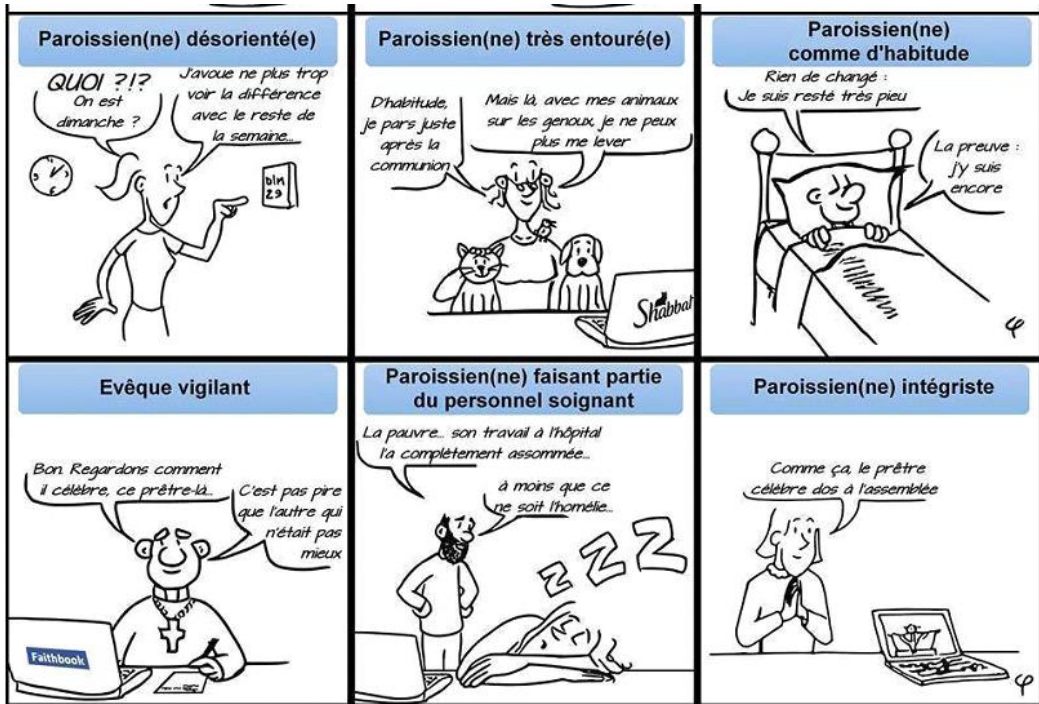 Paroissien(ne) désorienté(e)
QUOI ?!?
On est
dimanche ?
J'avoue ne plus trop
voir la différence
avec le reste de
la semaine...
DIM
29
Paroissien(ne) très entouré(e)
D'habitude,
je pars juste
après la
communion
Mais là, avec mes animaux
sur les genoux, je ne peux
plus me lever
Shabbat
Paroissien(ne)
comme d'habitude
Rien de changé :
Je suis resté très pieu
La preuve :
j'y suis
encore
Evêque vigilant
Bon. Regardons comment
il célèbre, ce prêtre-là...
C'est pas pire
que l'autre qui
n'était pas
mieux
Faithbook
Paroissien(ne) faisant partie
du personnel soignant
La pauvre... son travail à l'hôpital
l'a complètement assommée...
à moins que ce
ne soit l'homélie...
ZZZ
Paroissien(ne) intégriste
Comme ça, le prêtre
célèbre dos à l'assemblée